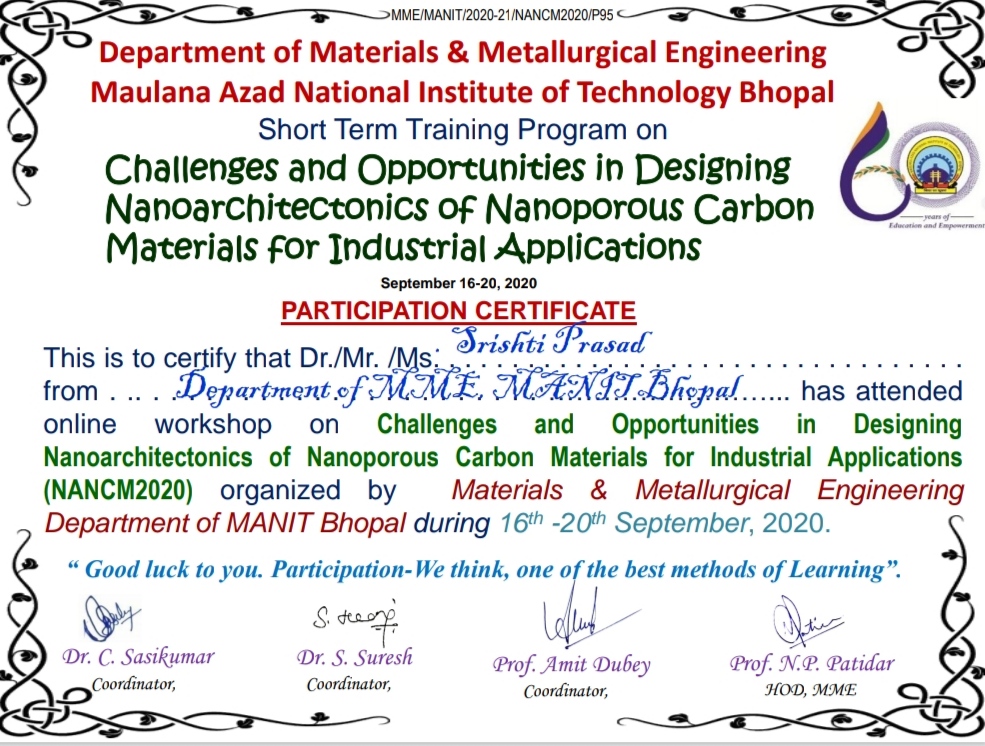 MME/MANIT/2020-21/NANCM2020/P95
Department of Materials & Metallurgical Engineering
Maulana Azad National Institute of Technology Bhopal
Short Term Training Program on
Challenges and Opportunities in Designing
Nanoarchitectonics of Nanoporous Carbon
Materials for Industrial Applications
years of
Education and Empowerment
September 16-20, 2020
PARTICIPATION CERTIFICATE
This is to certify that Dr./Mr. /Ms: Srishti Prasad
from . .. . . Department of MME, MANIT Bhopal....... has attended
online workshop on Challenges and Opportunities in Designing
Nanoarchitectonics of Nanoporous Carbon Materials for Industrial Applications
(NANCM2020) organized by Materials & Metallurgical Engineering
Department of MANIT Bhopal during 16th -20th September, 2020.
“ Good luck to you. Participation-We think, one of the best methods of Learning”.
Dr. C. Sasikumar
Coordinator,
Dr. S. Suresh
Coordinator,
Prof. Amit Dubey
Coordinator,
Prof. N.P. Patidar
HOD, MME